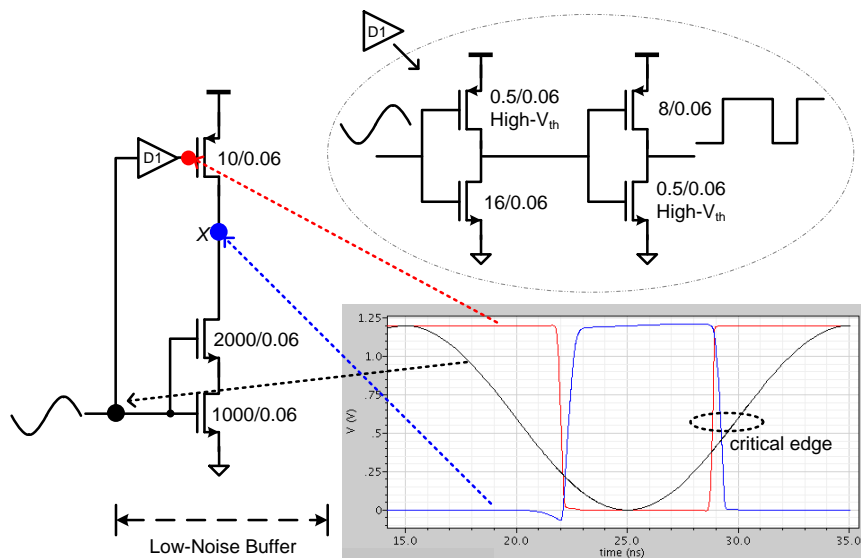 D1
0.5/0.06
High-Vth
8/0.06
16/0.06
0.5/0.06
High-Vth
D1
10/0.06
X
2000/0.06
1000/0.06
Low-Noise Buffer
1.25
1.0
.75
.5
.25
0
V (V)
critical edge
15.0 20.0 25.0 30.0 35.0
time (ns)